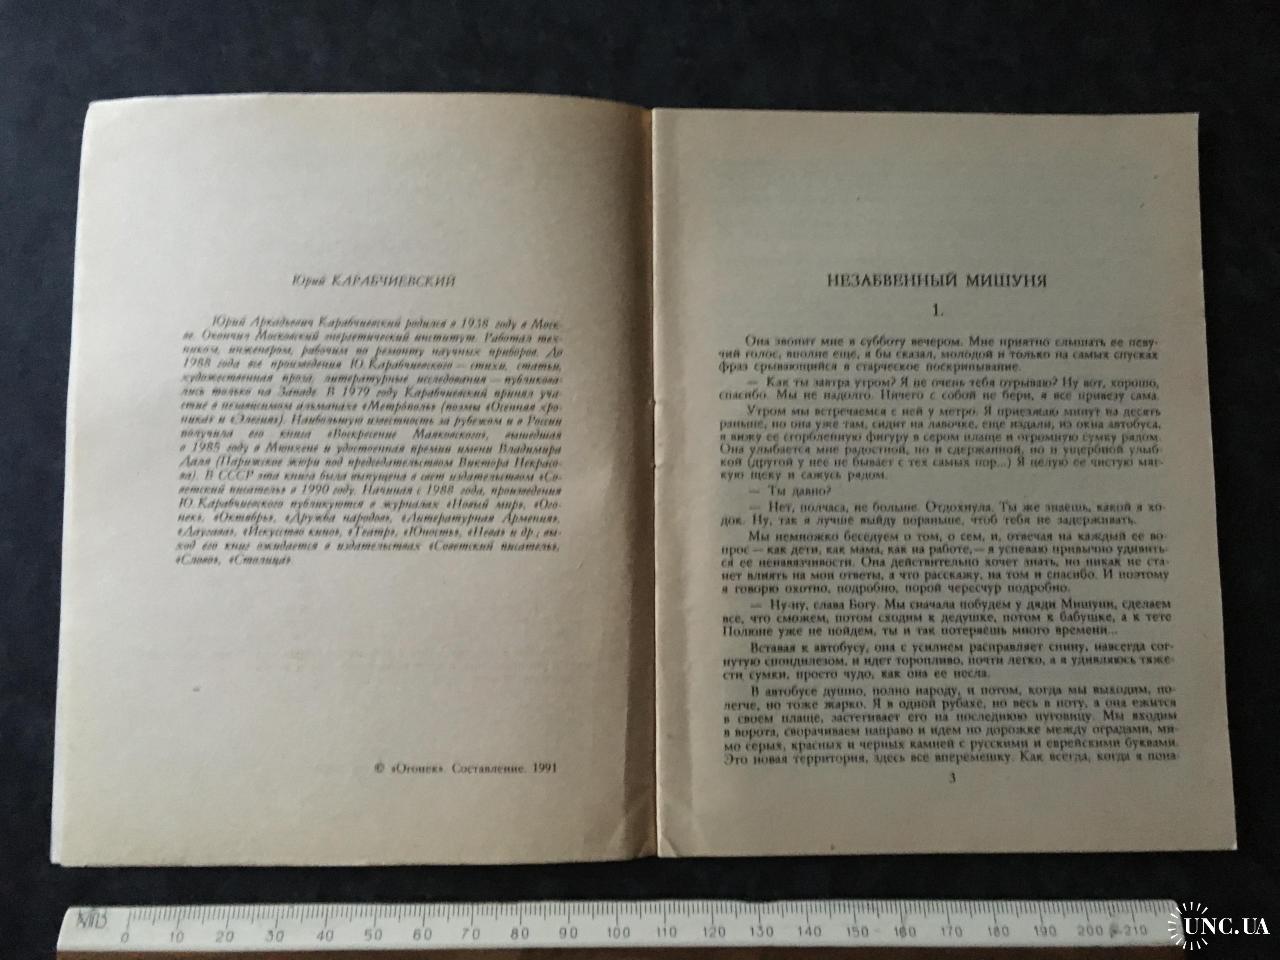 Юрий КАРАБЧИЕВСКИЙ
Юрий Аркадьевич Карабчиевский родился в 1938 году в Моск-
ве. Окончил Московский энергетический институт. Работал тех-
ником, инженером, рабочим по ремонту научных приборов. До
1988 года все произведения Ю. Карабчиевского — стихи, статьи,
художественная проза, литературные исследования — публикова-
лись только на Западе. В 1979 году Карабчиевский принял уча-
стие в независимом альманахе «Метрополь» (поэмы «Осенняя хро-
ника» и «Элегия»). Наибольшую известность за рубежом и в России
получила его книга «Воскресение Маяковского», вышедшая
в 1985 году в Мюнхене и удостоенная премии имени Владимира
Даля (Парижское жюри под председательством Виктора Некрасо-
ва). В СССР эта книга была выпущена в свет издательством «Со-
ветский писатель» в 1990 году. Начиная с 1988 года, произведения
Ю. Карабчиевского публикуются в журналах «Новый мир», «Ого-
нек», «Октябрь», «Дружба народов», «Литературная Армения»,
«Даугава», «Искусство кино», «Театр», «Юность», «Нева» и др.; вы-
ход его книг ожидается в издательствах «Советский писатель»,
«Слово», «Столица».
© «Огонек». Составление. 1991
НЕЗАБВЕННЫЙ МИШУНЯ
1.
Она звонит мне в субботу вечером. Мне приятно слышать ее певу-
чий голос, вполне еще, я бы сказал, молодой и только на самых спусках
фраз срывающийся в старческое поскрипывание.
— Как ты завтра утром? Я не очень тебя отрываю? Ну вот, хорошо,
спасибо. Мы не надолго. Ничего с собой не бери, я все привезу сама.
Утром мы встречаемся с ней у метро. Я приезжаю минут на десять
раньше, но она уже там, сидит на лавочке, еще издали, из окна автобуса,
я вижу ее сгорбленную фигуру в сером плаще и огромную сумку рядом.
Она улыбается мне радостной, но и сдержанной, но и ущербной улыб-
кой (другой у нее не бывает с тех самых пор...) Я целую ее чистую мяг-
кую щеку и сажусь рядом.
— Ты давно?
— Нет, полчаса, не больше. Отдохнула. Ты же знаешь, какой я хо-
док. Ну, так я лучше выйду пораньше, чтоб тебя не задерживать.
Мы немножко беседуем о том, о сем, и, отвечая на каждый ее во-
прос — как дети, как мама, как на работе, — я успеваю привычно удивить-
ся ее ненавязчивости. Она действительно хочет знать, но никак не ста-
нет влиять на мои ответы, а что расскажу, на том и спасибо. И поэтому
я говорю охотно, подробно, порой чересчур подробно.
— Ну-ну, слава Богу. Мы сначала побудем у дяди Мишуни, сделаем
все, что сможем, потом сходим к дедушке, потом к бабушке, а к тете
Полюне уже не пойдем, ты и так потеряешь много времени...
Вставая к автобусу, она с усилием расправляет спину, навсегда сог-
нутую спондилезом, и идет торопливо, почти легко, а я удивляюсь тяже-
сти сумки, просто чудо, как она ее несла.
В автобусе душно, полно народу, и потом, когда мы выходим, по-
легче, но тоже жарко. Я в одной рубахе, но весь в поту, а она ежится
в своем плаще, застегивает его на последнюю пуговицу. Мы входим
в ворота, сворачиваем направо и идем по дорожке между оградами, ми-
мо серых, красных и черных камней с русскими и еврейскими буквами.
Это новая территория, здесь все вперемешку. Как всегда, когда я попа-
3
0 10 20 30 40 50 60 70 80 90 100 110 120 130 140 150 160 170 180 190 200 210
UNC.UA